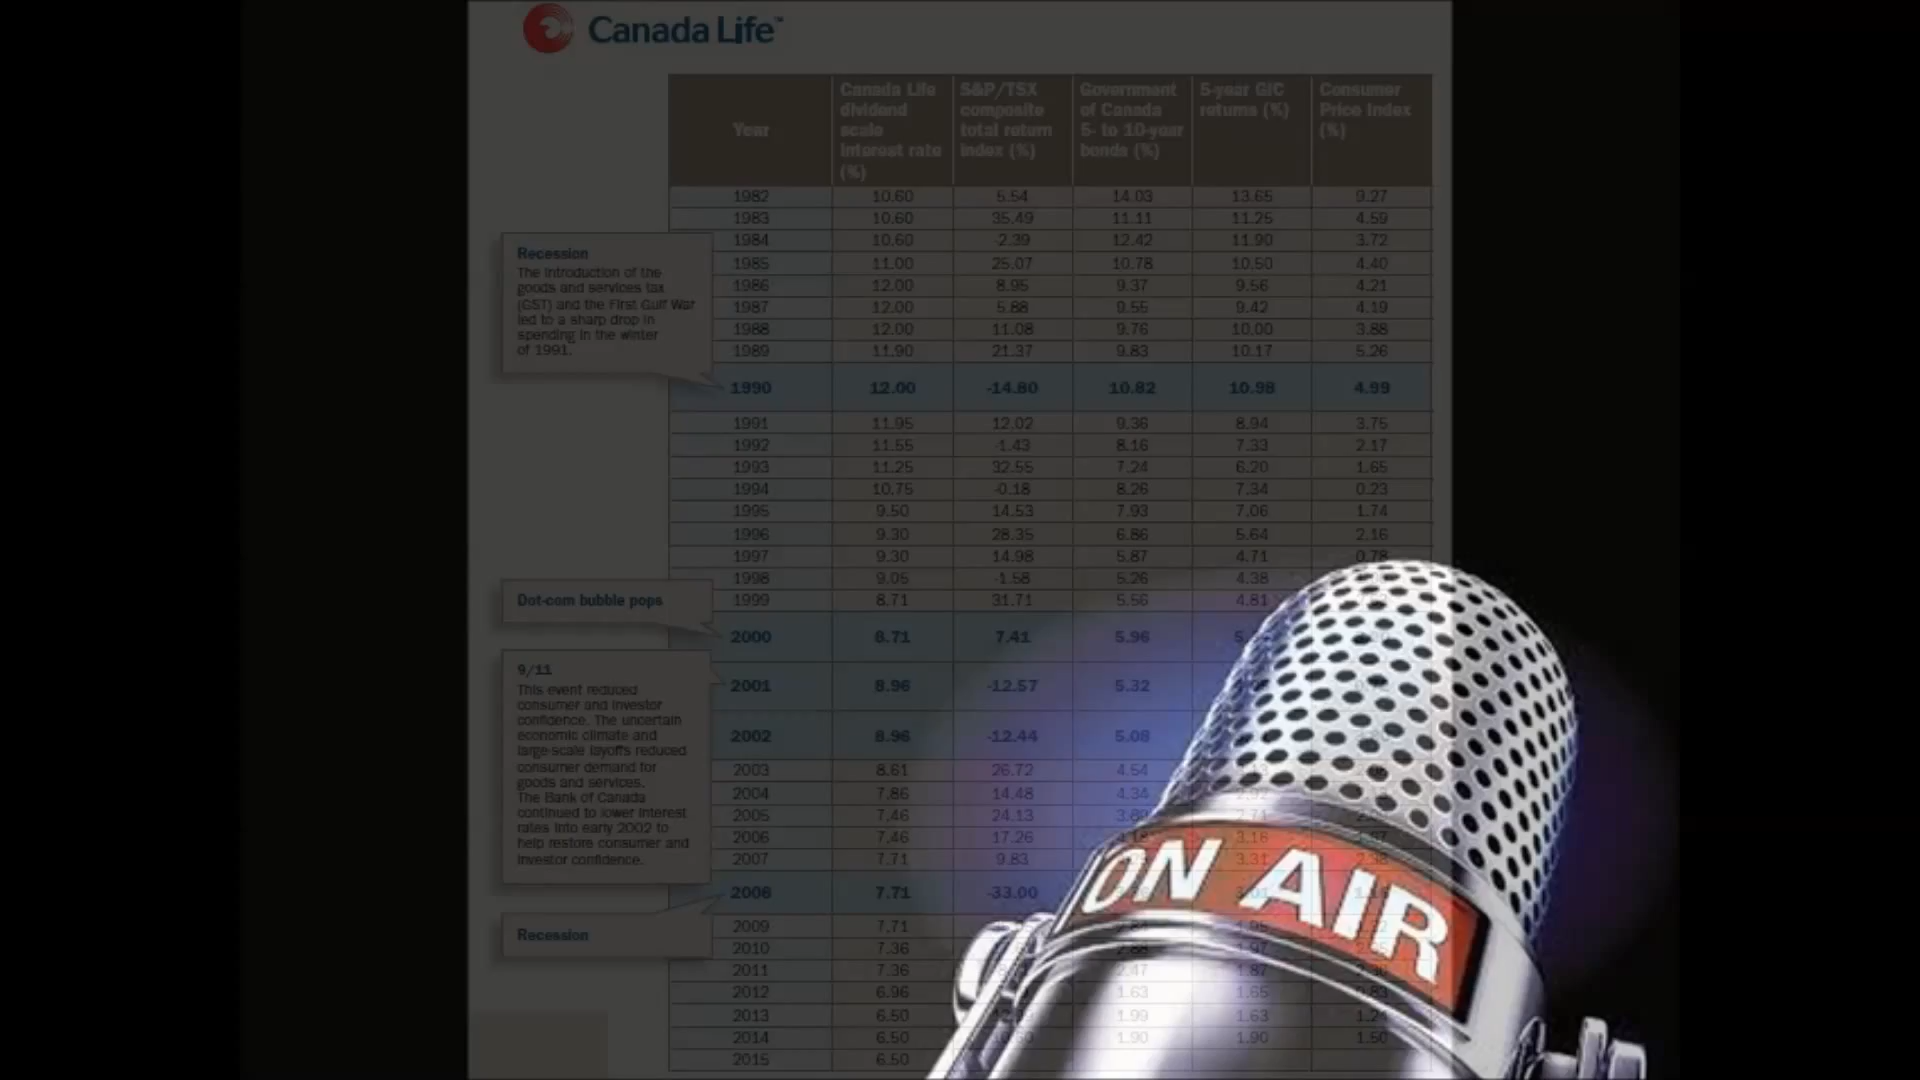 Canada Life™
Year
Canada Life
dividend
scale
interest rate
(%)
S&P/TSX
composite
total return
index (%)
Government
of Canada
5- to 10-year
bonds (%)
5-year GIC
returns (%)
Consumer
Price Index
(%)
1982 10.60 5.54 14.03 13.65 9.27
1983 10.60 35.49 11.11 11.25 4.59
1984 10.60 -2.39 12.42 11.90 3.72
1985 11.00 25.07 10.78 10.50 4.40
1986 12.00 8.95 9.37 9.56 4.21
1987 12.00 5.88 9.55 9.42 4.19
1988 12.00 11.08 9.76 10.00 3.88
1989 11.90 21.37 9.83 10.17 5.26
Recession
The introduction of the
goods and services tax
(GST) and the First Gulf War
led to a sharp drop in
spending in the winter
of 1991.
1990 12.00 -14.80 10.82 10.98 4.99
1991 11.95 12.02 9.36 8.94 3.75
1992 11.55 -1.43 8.16 7.33 2.17
1993 11.25 32.55 7.24 6.20 1.65
1994 10.75 -0.18 8.26 7.34 0.23
1995 9.50 14.53 7.93 7.06 1.74
1996 9.30 28.35 6.86 5.64 2.16
1997 9.30 14.98 5.87 4.71 0.78
1998 9.05 -1.58 5.26 4.38
1999 8.71 31.71 5.56 4.81
Dot-com bubble pops
2000 8.71 7.41 5.96
9/11
This event reduced
consumer and investor
confidence. The uncertain
economic climate and
large-scale layoffs reduced
consumer demand for
goods and services.
The Bank of Canada
continued to lower interest
rates into early 2002 to
help restore consumer and
investor confidence.
2001 8.96 -12.57 5.32
2002 8.96 -12.44 5.08
2003 8.61 26.72 4.54
2004 7.86 14.48 4.34
2005 7.46 24.13
2006 7.46 17.26 3.16
2007 7.71 9.83 3.31
2008 7.71 -33.00
Recession
2009 7.71
2010 7.36
2011 7.36 2.47 1.87
2012 6.96 1.63 1.65
2013 6.50 1.99 1.63
2014 6.50 1.90 1.90 1.50
2015 6.50
ON AIR